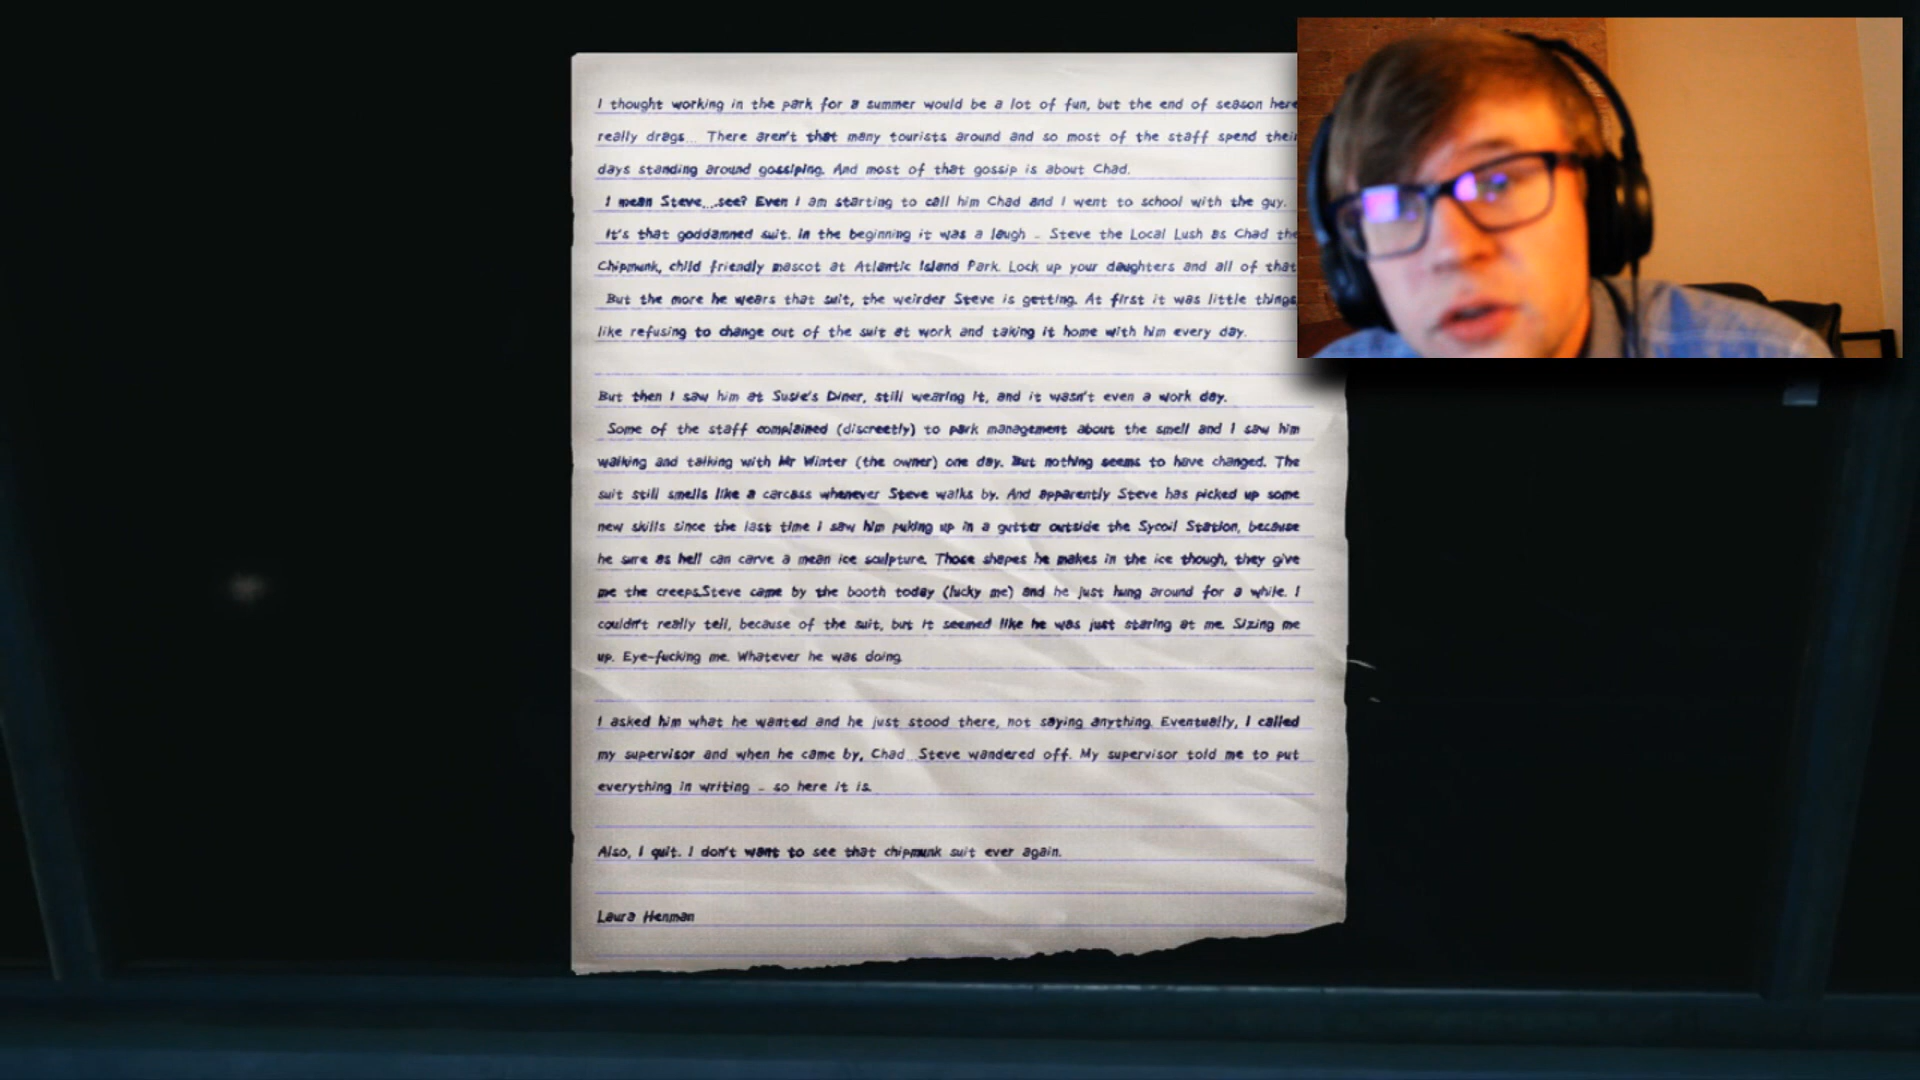 I thought working in the park for a summer would be a lot of fun, but the end of season here
really drags... There aren't that many tourists around and so most of the staff spend their
days standing around gossiping. And most of that gossip is about Chad.
I mean Steve...see? Even I am starting to call him Chad and I went to school with the guy.
It's that goddamned suit. In the beginning it was a laugh - Steve the Local Lush as Chad the
Chipmunk, child friendly mascot at Atlantic Island Park. Lock up your daughters and all of that
But the more he wears that suit, the weirder Steve is getting. At first it was little things
like refusing to change out of the suit at work and taking it home with him every day.
But then I saw him at Susie's Diner, still wearing it, and it wasn't even a work day.
Some of the staff complained (discreetly) to park management about the smell and I saw him
walking and talking with Mr Winter (the owner) one day. But nothing seems to have changed. The
suit still smells like a carcass whenever Steve walks by. And apparently Steve has picked up some
new skills since the last time I saw him puking up in a gutter outside the Sycoil Station, because
he sure as hell can carve a mean ice sculpture. Those shapes he makes in the ice though, they give
me the creeps.Steve came by the booth today (lucky me) and he just hung around for a while. I
couldn't really tell, because of the suit, but it seemed like he was just staring at me. Sizing me
up. Eye-fucking me. Whatever he was doing.
I asked him what he wanted and he just stood there, not saying anything. Eventually, I called
my supervisor and when he came by, Chad...Steve wandered off. My supervisor told me to put
everything in writing - so here it is.
Also, I quit. I don't want to see that chipmunk suit ever again.
Laura Henman